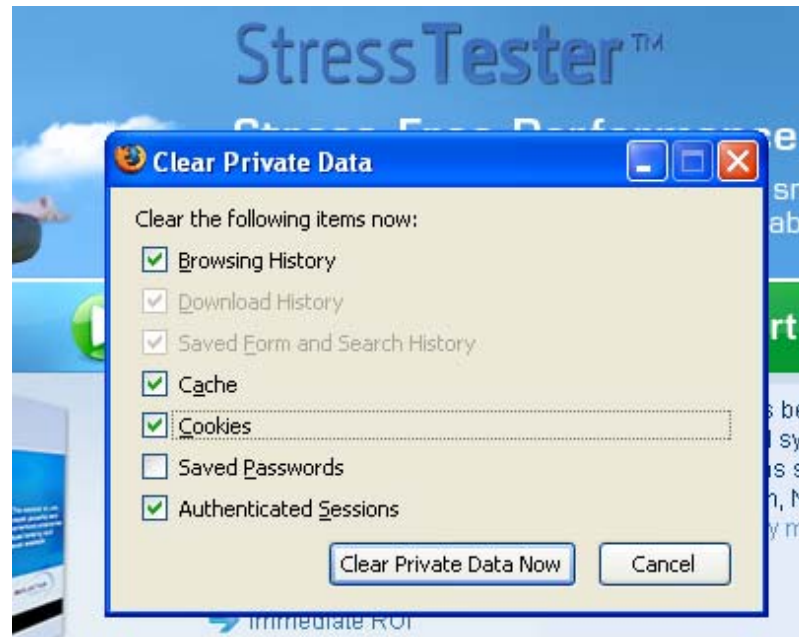 StressTester™
Clear Private Data
Clear the following items now:
Browsing History
Download History
Saved Form and Search History
Cache
Cookies
Saved Passwords
Authenticated Sessions
Clear Private Data Now
Cancel
Immediate ROI